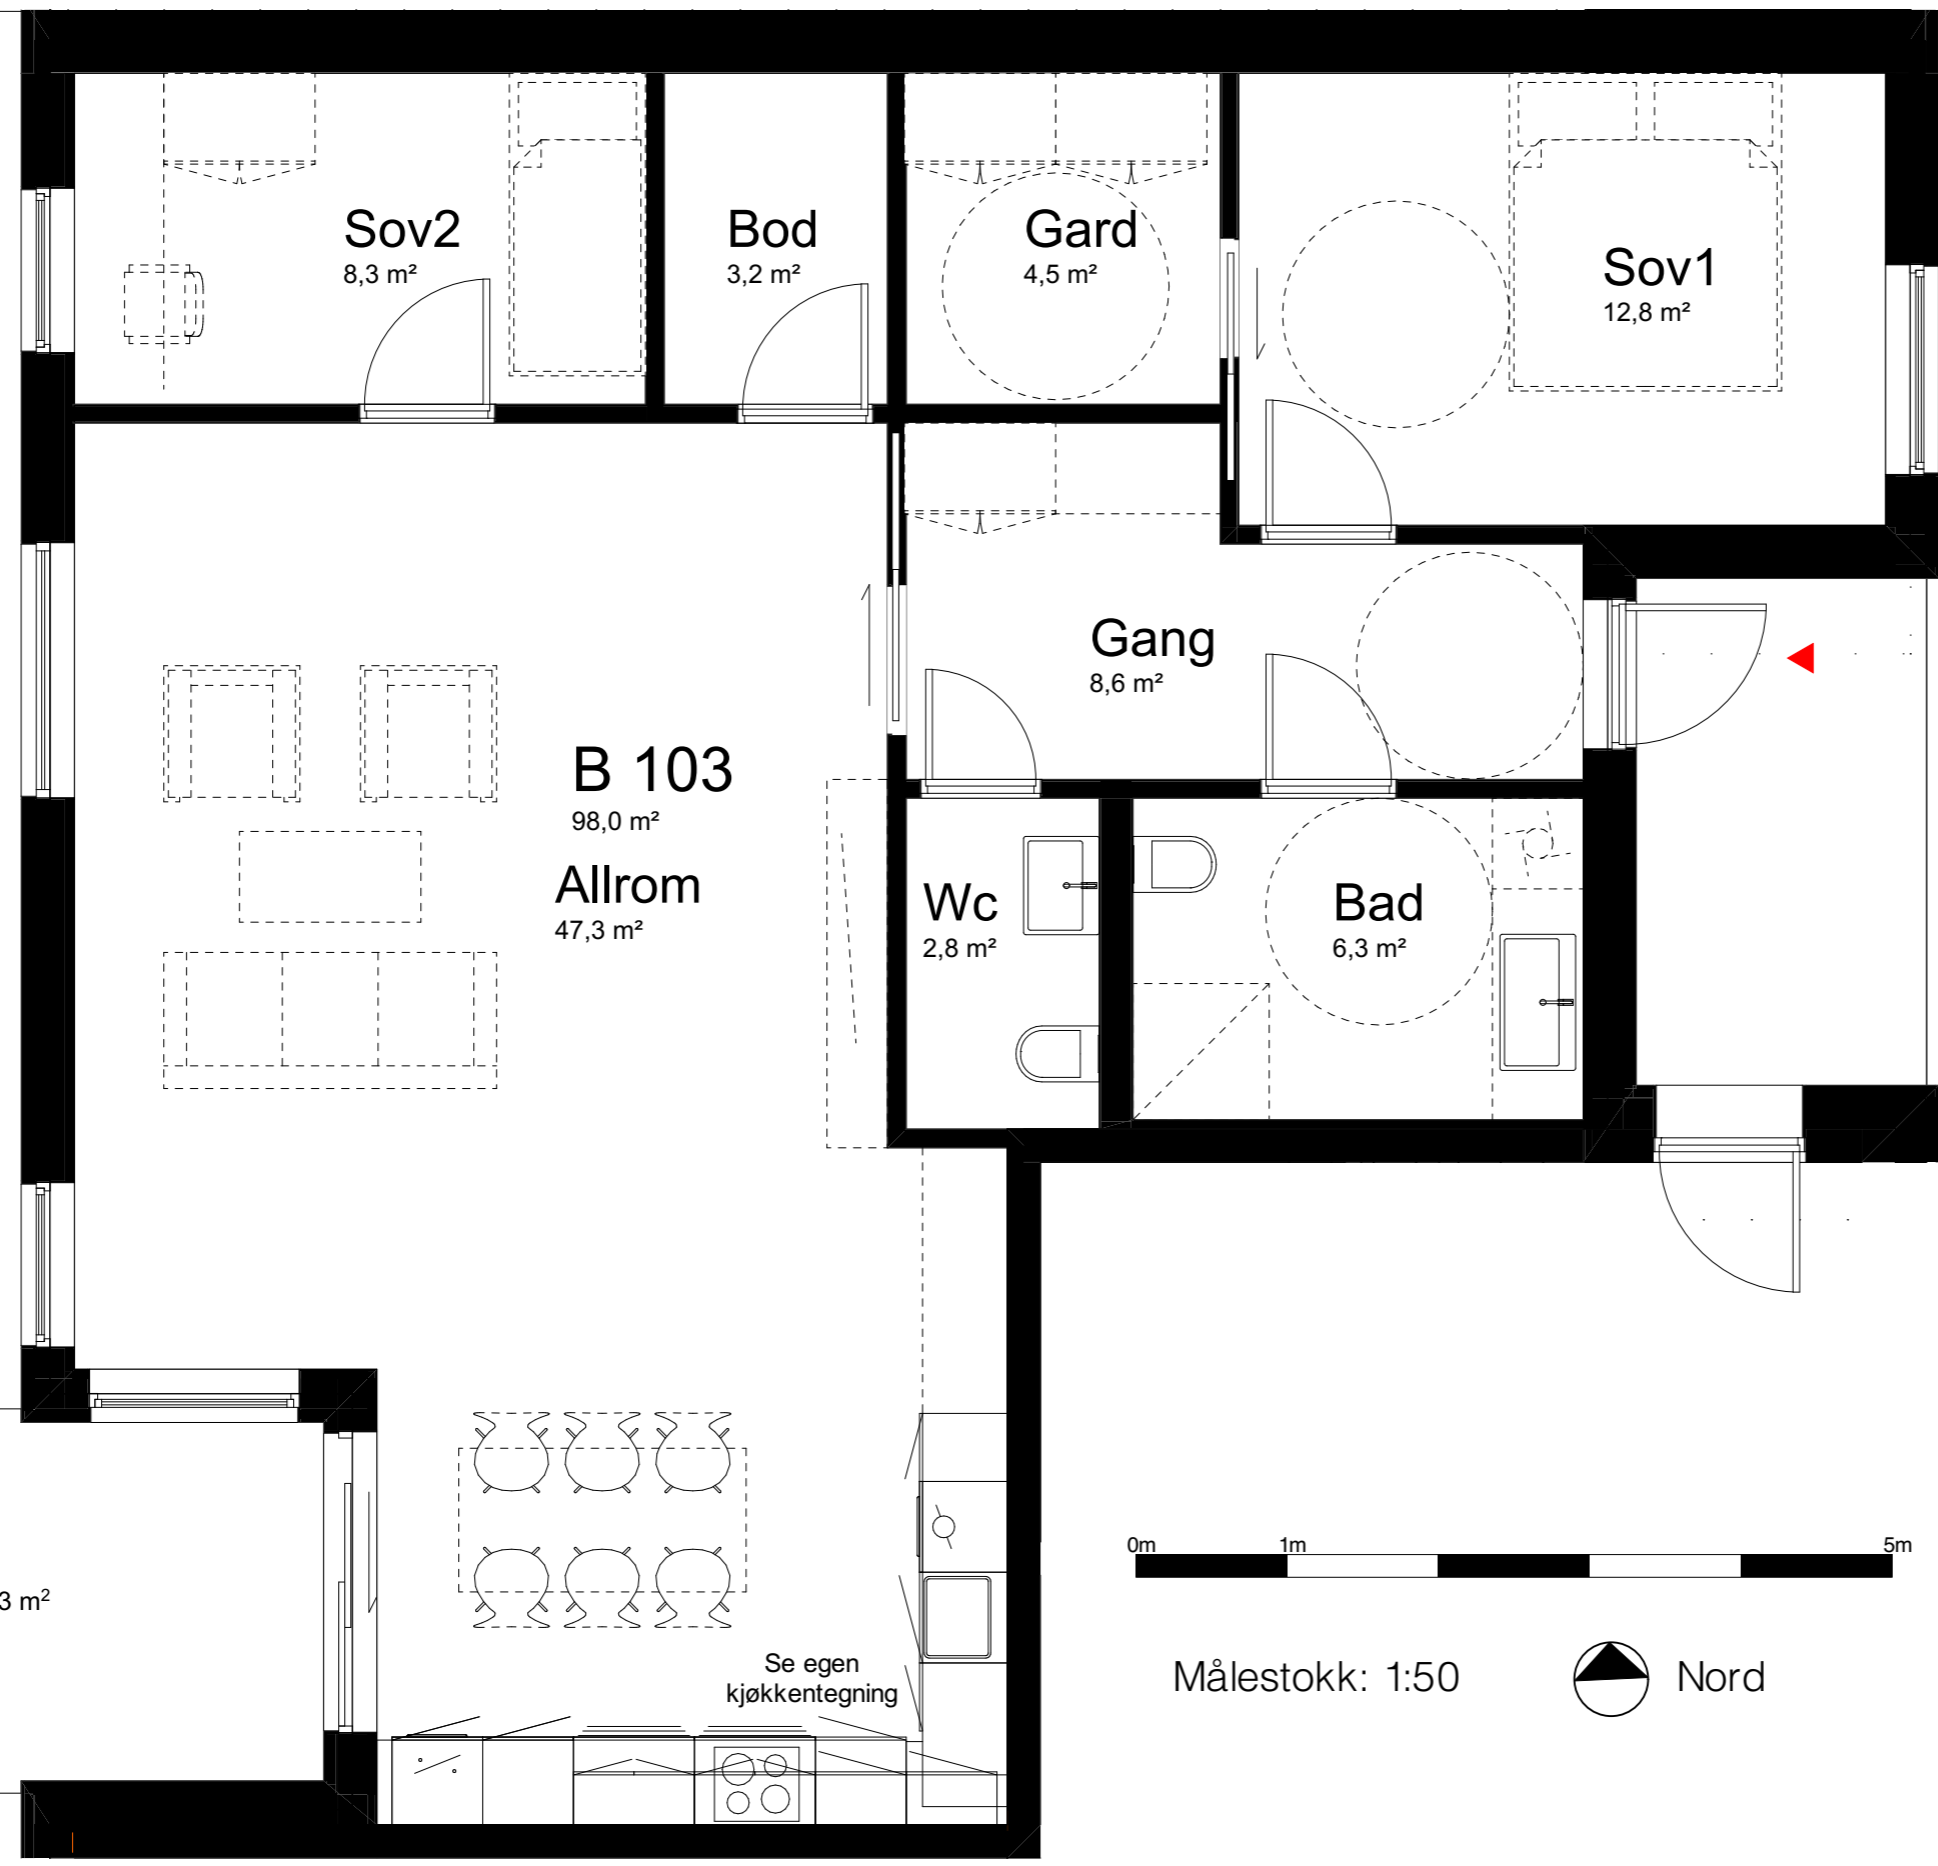 Sov2
8,3 m²
Bod
3,2 m²
Gard
4,5 m²
Sov1
12,8 m²
Gang
8,6 m²
B 103
98,0 m²
Allrom
47,3 m²
Wc
2,8 m²
Bad
6,3 m²
0m 1m 5m
3 m²
Se egen
kjøkkentegning
Målestokk: 1:50
Nord